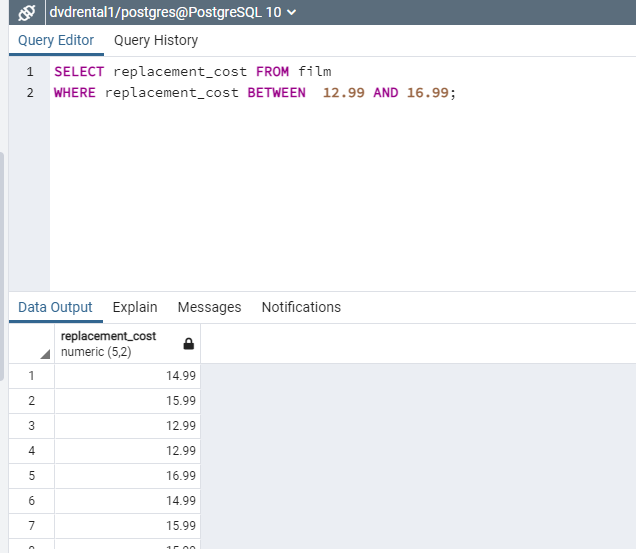 dvdrental1/postgres@PostgreSQL 10
Query Editor Query History
1 SELECT replacement_cost FROM film
2 WHERE replacement_cost BETWEEN  12.99 AND 16.99;
Data Output Explain Messages Notifications
replacement_cost
numeric (5,2)
1 14.99
2 15.99
3 12.99
4 12.99
5 16.99
6 14.99
7 15.99